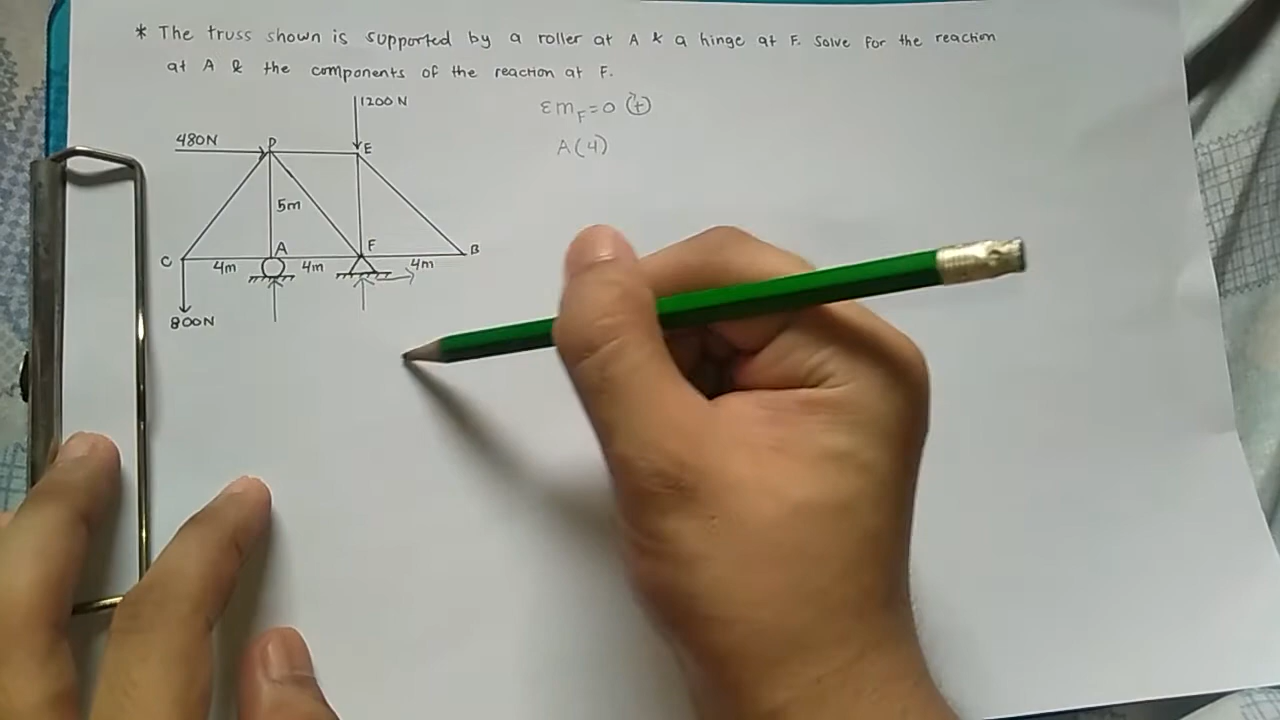 * The truss shown is supported by a roller at A & a hinge at F. Solve for the reaction
at A & the components of the reaction at F.
1200 N
ΣM_F=0 (+)
480N
D
E
A(4)
5m
C
A
F
B
4m
4m
4m
800N